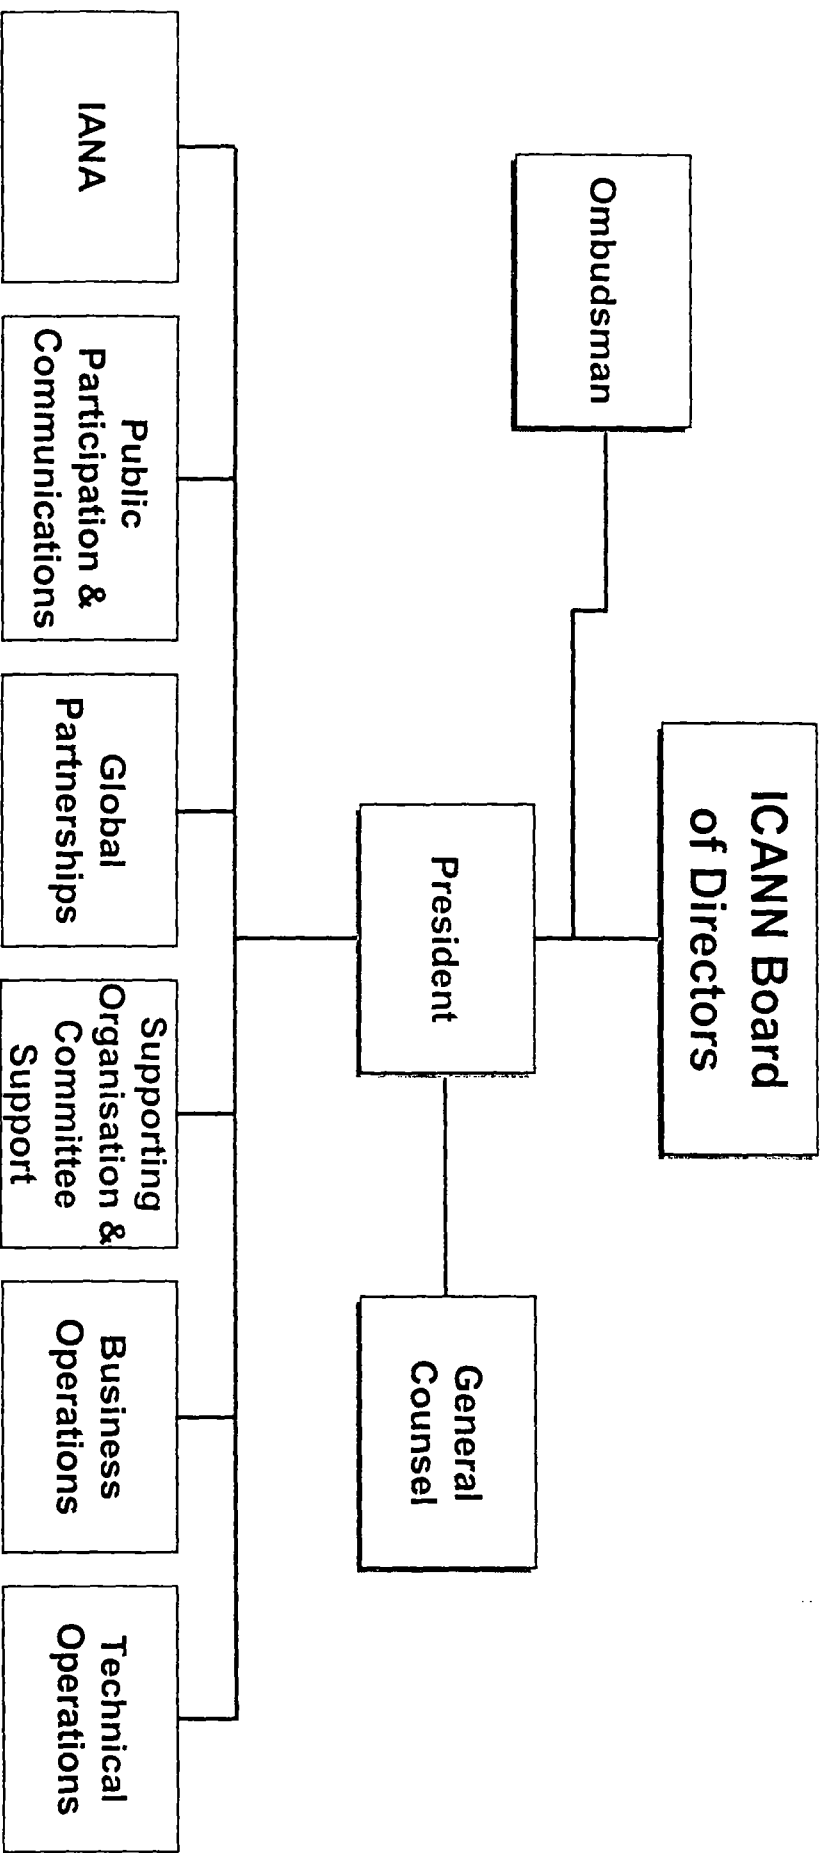 ICANN Board
of Directors
Ombudsman
President
General
Counsel
IANA
Public
Participation &
Communications
Global
Partnerships
Supporting
Organisation &
Committee
Support
Business
Operations
Technical
Operations